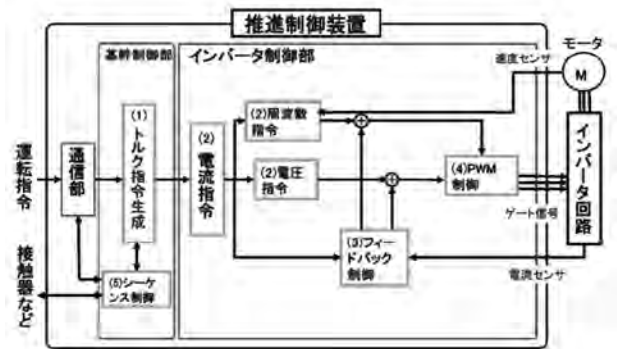 推進制御装置
基幹制御部
インバータ制御部
モータ
速度センサ
M
(1)
トルク指令生成
(2)周波数
指令
(2)
電流指令
(2)電圧
指令
(4)PWM
制御
運転指令
通信部
インバータ回路
ゲート信号
(3)フィー
ドバック
制御
(5)シーケ
ンス制御
電流センサ
接触器など